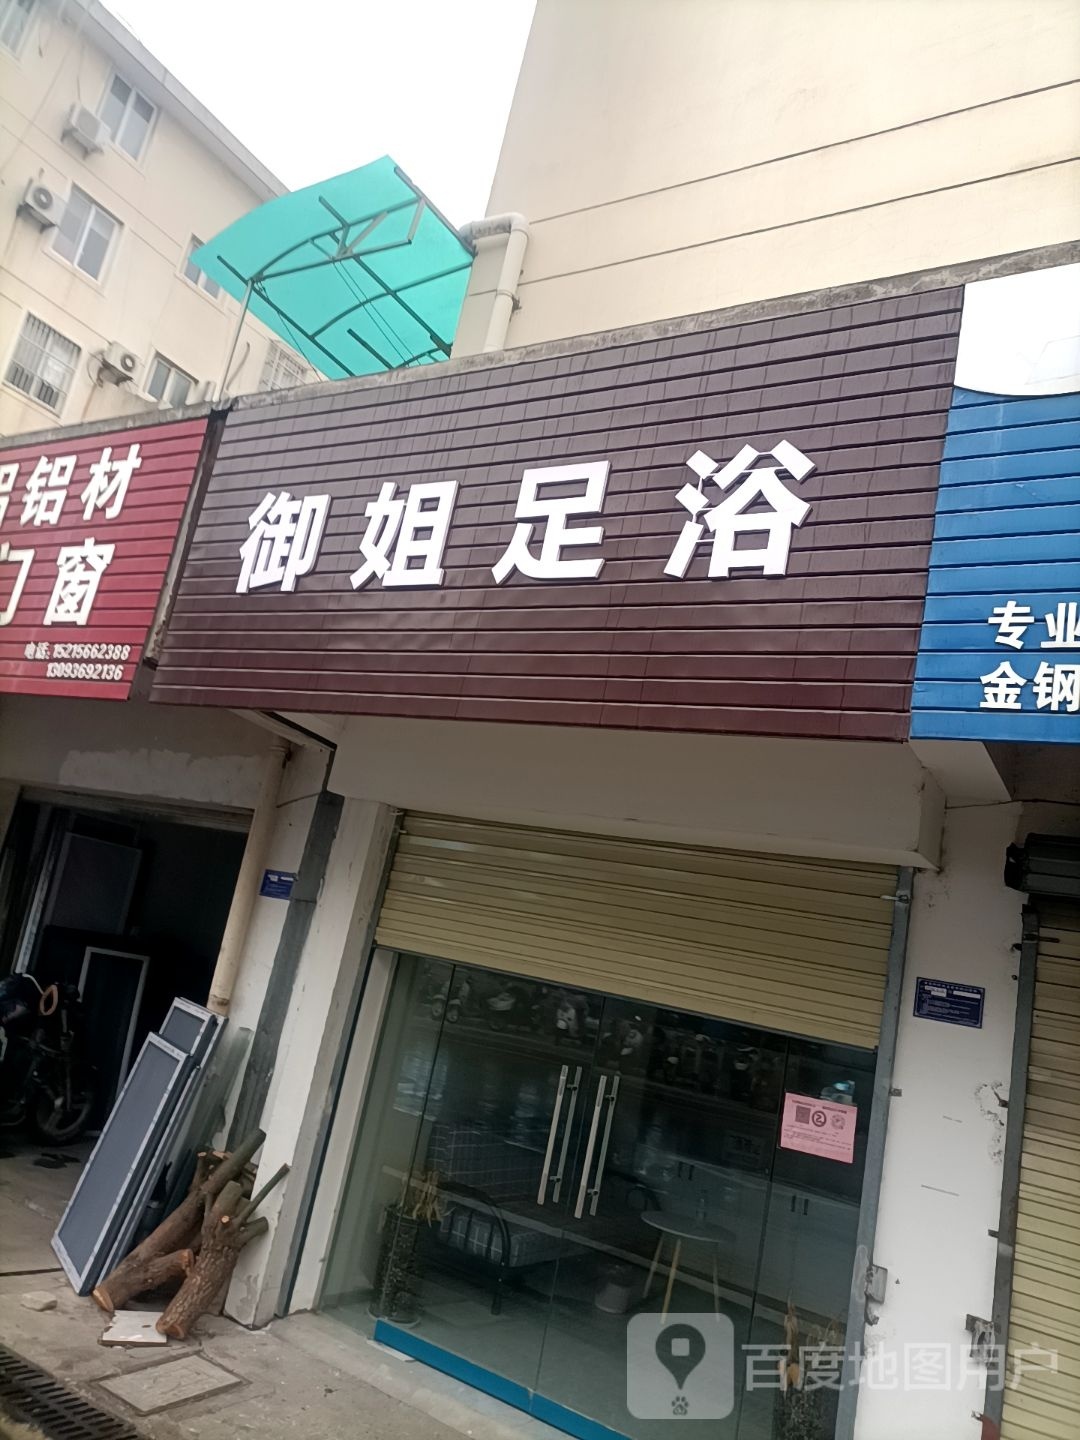 铝材
门窗
电话:15215662388
13093692136
御姐足浴
专业
金钢
百度地图用户